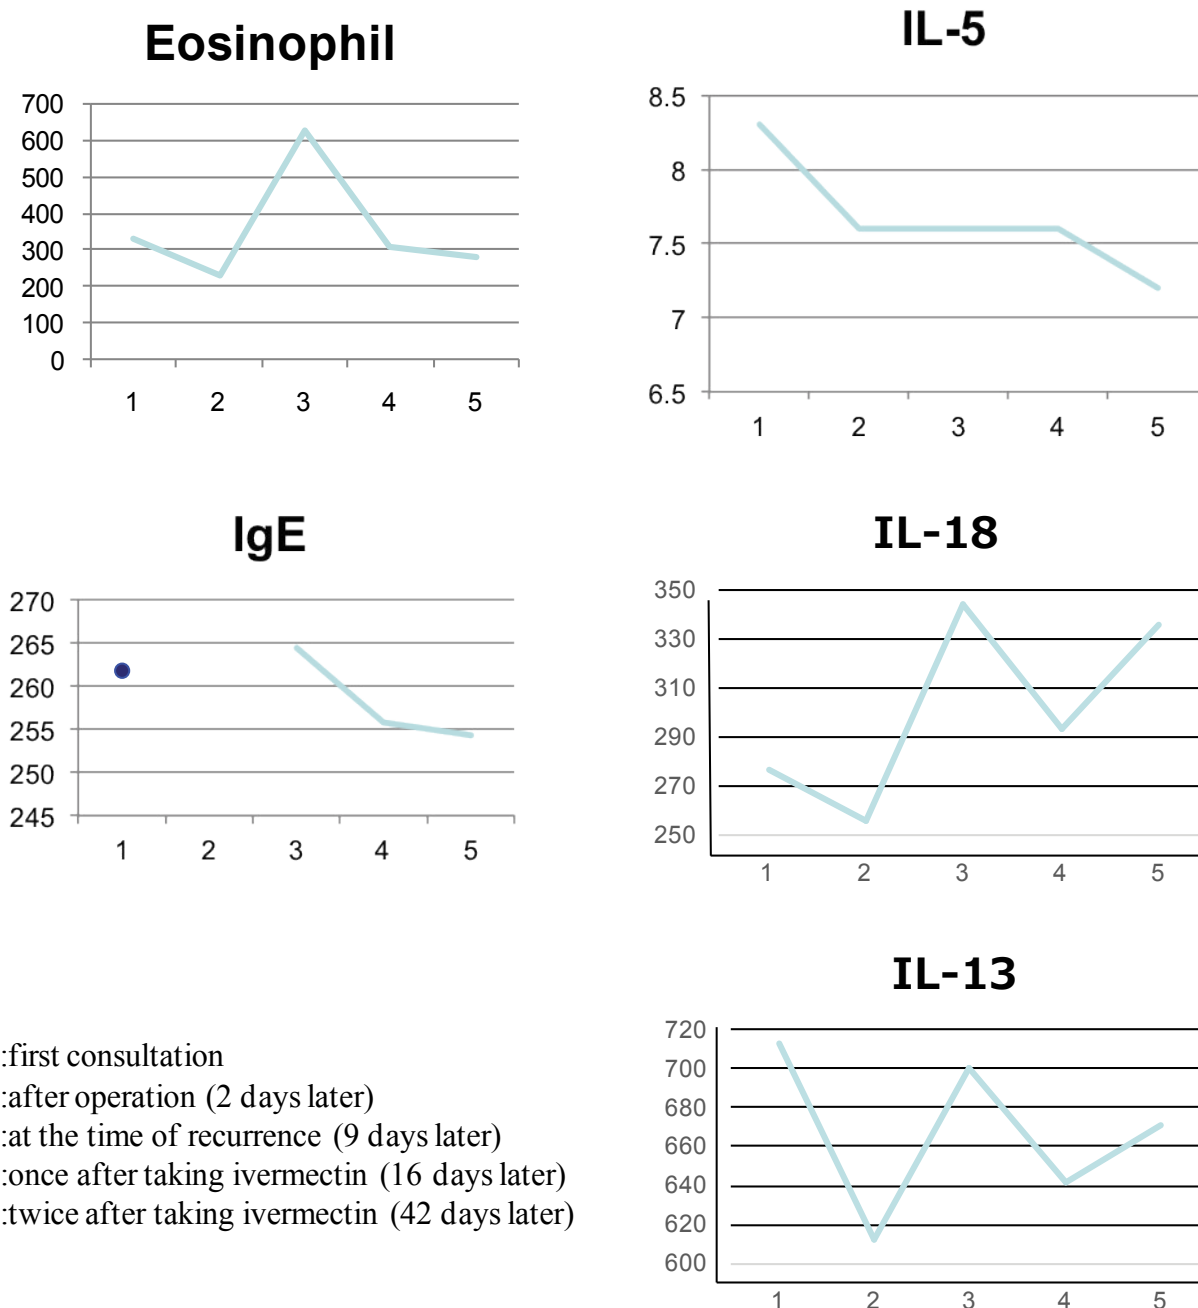 Eosinophil
700
600
500
400
300
200
100
0
1 2 3 4 5
IL-5
8.5
8
7.5
7
6.5
1 2 3 4 5
IgE
270
265
260
255
250
245
1 2 3 4 5
IL-18
350
330
310
290
270
250
1 2 3 4 5
:first consultation
:after operation (2 days later)
:at the time of recurrence (9 days later)
:once after taking ivermectin (16 days later)
:twice after taking ivermectin (42 days later)
IL-13
720
700
680
660
640
620
600
1 2 3 4 5